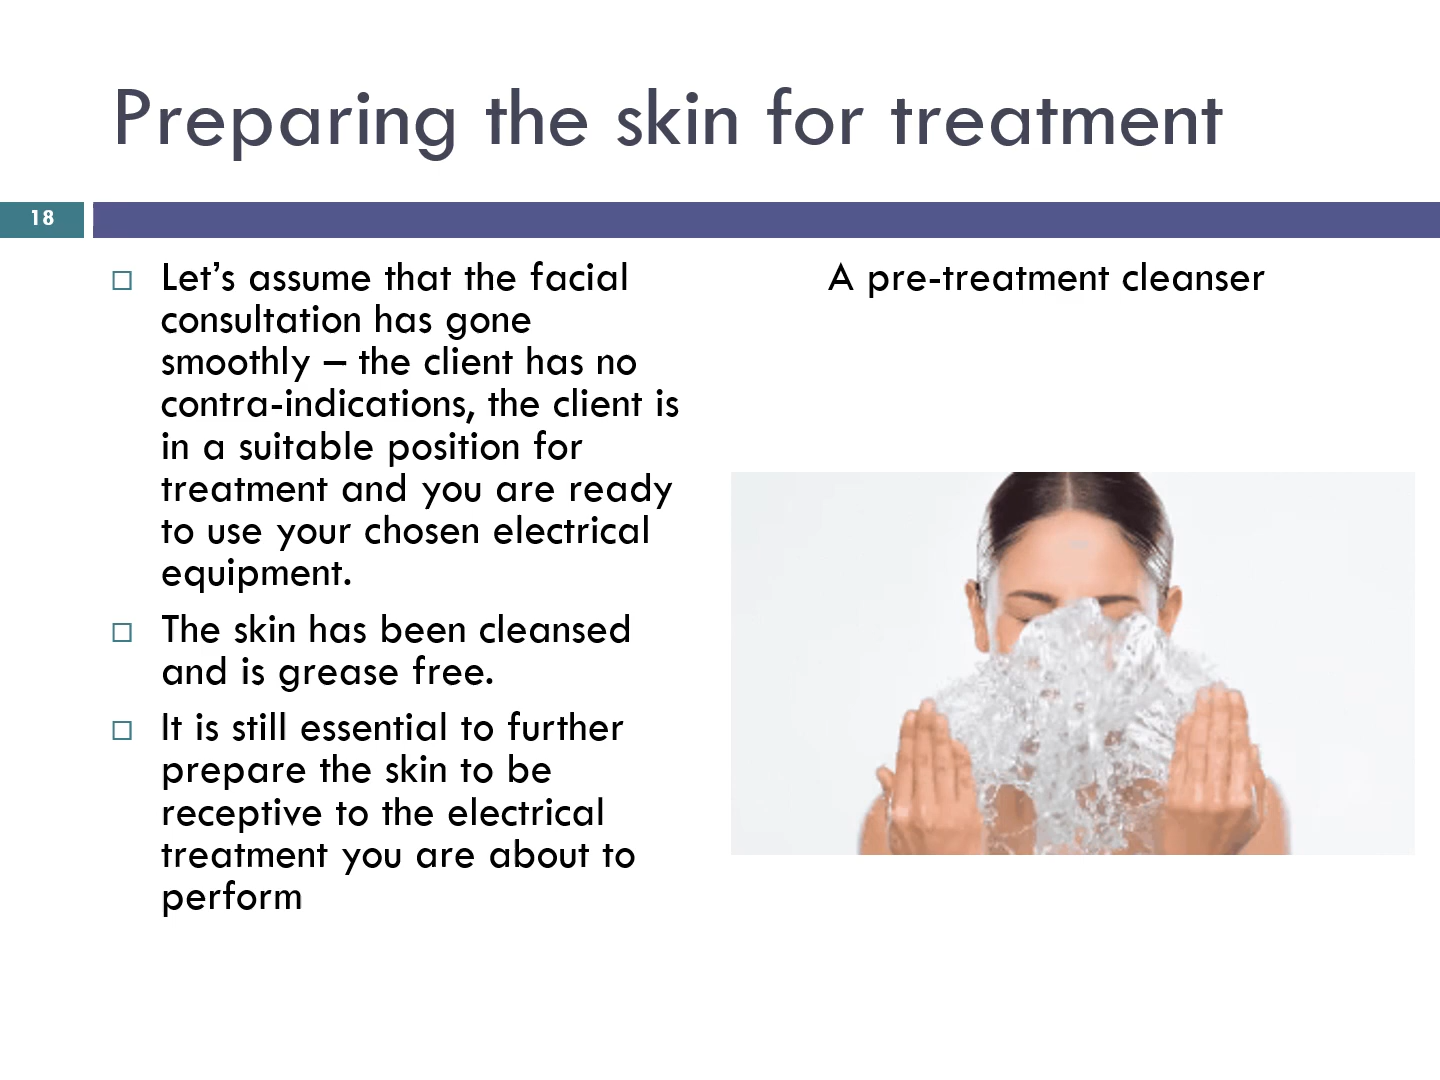 Preparing the skin for treatment
18
Let’s assume that the facial
consultation has gone
smoothly – the client has no
contra-indications, the client is
in a suitable position for
treatment and you are ready
to use your chosen electrical
equipment.
The skin has been cleansed
and is grease free.
It is still essential to further
prepare the skin to be
receptive to the electrical
treatment you are about to
perform
A pre-treatment cleanser